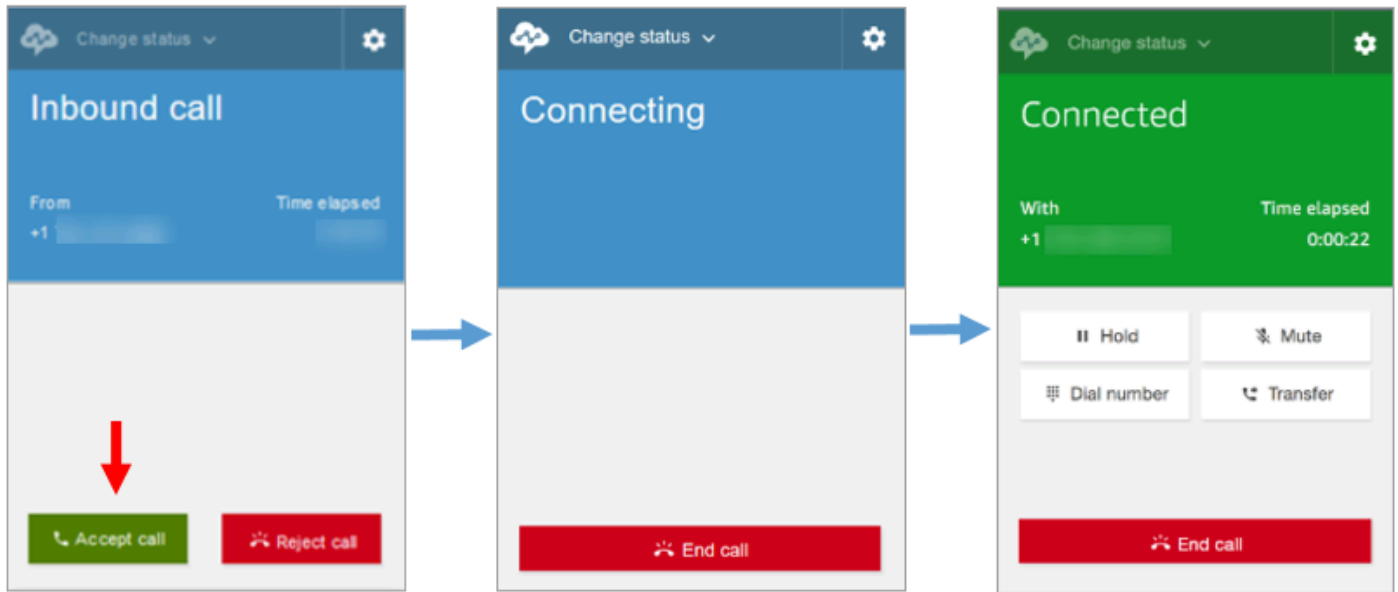 Change status
Inbound call
From
Time elapsed
+1
Accept call
Reject call
Change status
Connecting
End call
Change status
Connected
With
Time elapsed
+1
0:00:22
Hold
Mute
Dial number
Transfer
End call